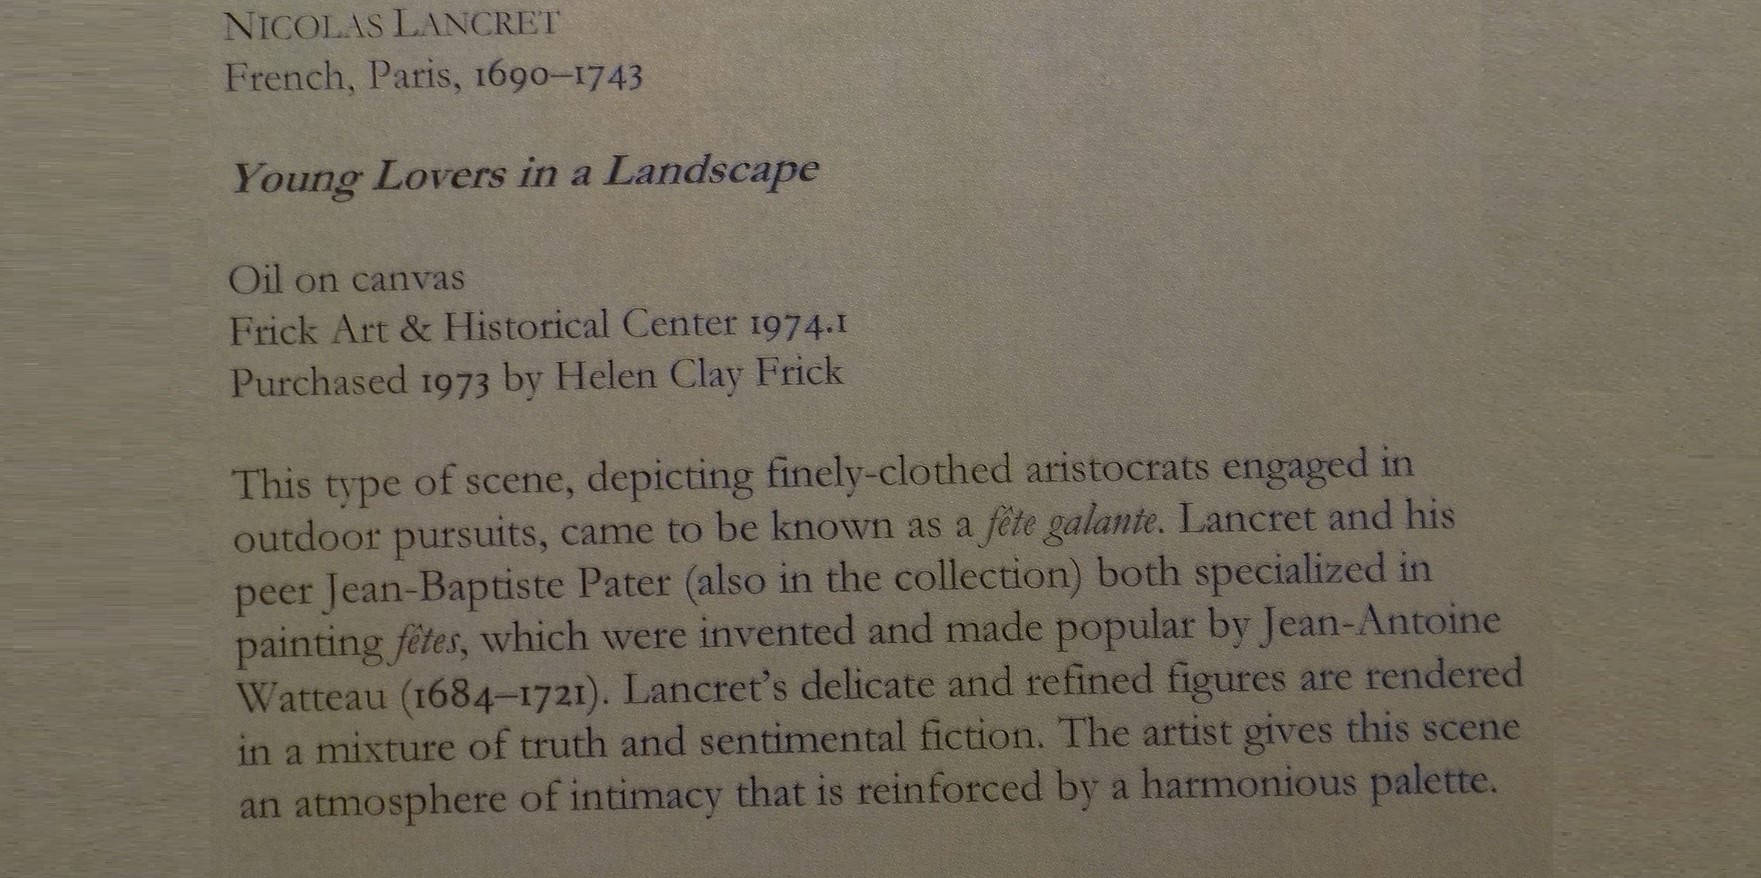 NICOLAS LANCRET
French, Paris, 1690–1743
Young Lovers in a Landscape
Oil on canvas
Frick Art & Historical Center 1974.1
Purchased 1973 by Helen Clay Frick
This type of scene, depicting finely-clothed aristocrats engaged in
outdoor pursuits, came to be known as a fête galante. Lancret and his
peer Jean-Baptiste Pater (also in the collection) both specialized in
painting fêtes, which were invented and made popular by Jean-Antoine
Watteau (1684–1721). Lancret’s delicate and refined figures are rendered
in a mixture of truth and sentimental fiction. The artist gives this scene
an atmosphere of intimacy that is reinforced by a harmonious palette.